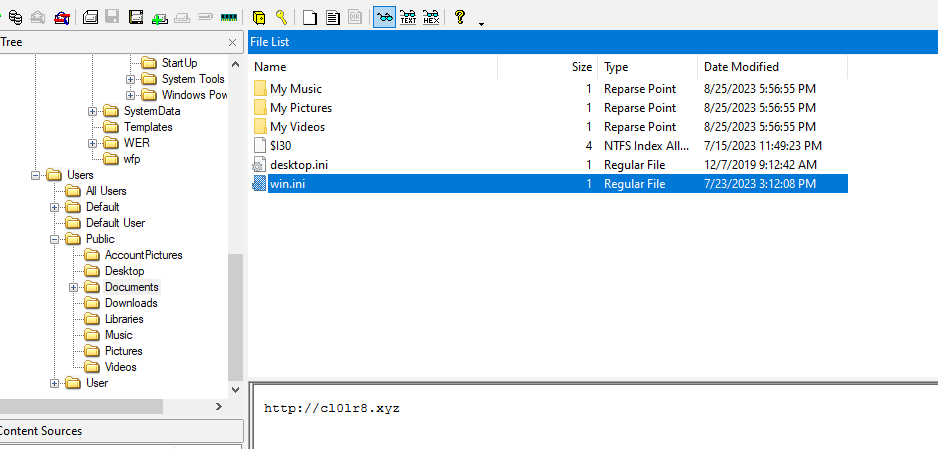 TEXT HEX
Tree
StartUp
System Tools
Windows Pow
SystemData
Templates
WER
wfp
Users
All Users
Default
Default User
Public
AccountPictures
Desktop
Documents
Downloads
Libraries
Music
Pictures
Videos
User
Content Sources
File List
Name Size Type Date Modified
My Music 1 Reparse Point 8/25/2023 5:56:55 PM
My Pictures 1 Reparse Point 8/25/2023 5:56:55 PM
My Videos 1 Reparse Point 8/25/2023 5:56:55 PM
$I30 4 NTFS Index All... 7/15/2023 11:49:23 PM
desktop.ini 1 Regular File 12/7/2019 9:12:42 AM
win.ini 1 Regular File 7/23/2023 3:12:08 PM
http://cl0lr8.xyz